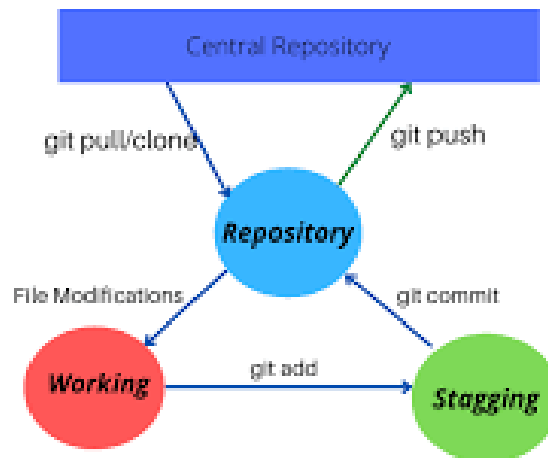 Central Repository
git pull/clone
git push
Repository
File Modifications
git commit
Working
git add
Stagging